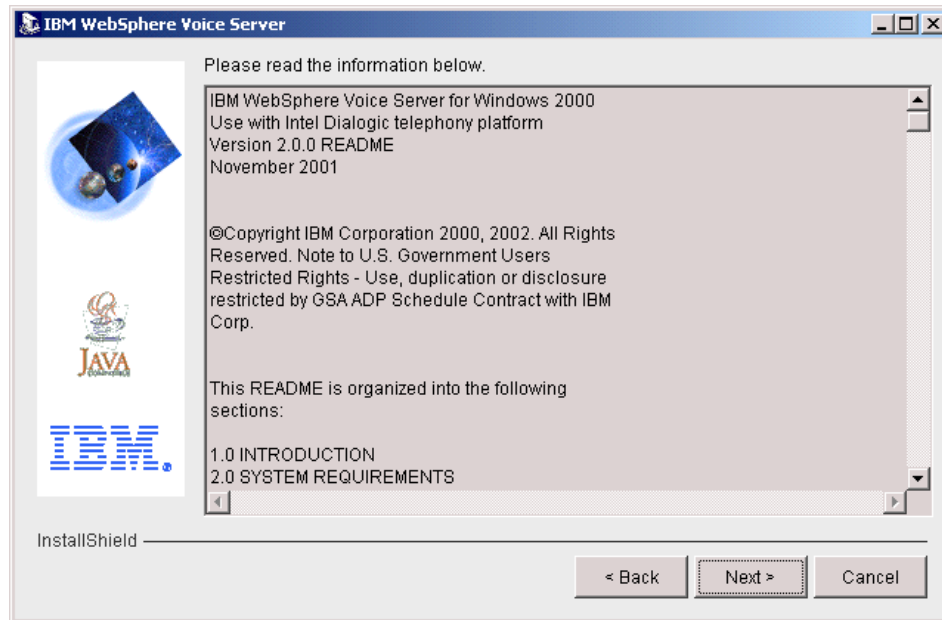 IBM WebSphere Voice Server
Please read the information below.
IBM WebSphere Voice Server for Windows 2000
Use with Intel Dialogic telephony platform
Version 2.0.0 README
November 2001
©Copyright IBM Corporation 2000, 2002. All Rights
Reserved. Note to U.S. Government Users
Restricted Rights - Use, duplication or disclosure
restricted by GSA ADP Schedule Contract with IBM
Corp.
This README is organized into the following
sections:
1.0 INTRODUCTION
2.0 SYSTEM REQUIREMENTS
JAVA
COMPATIBLE
IBM.
InstallShield
< Back
Next >
Cancel